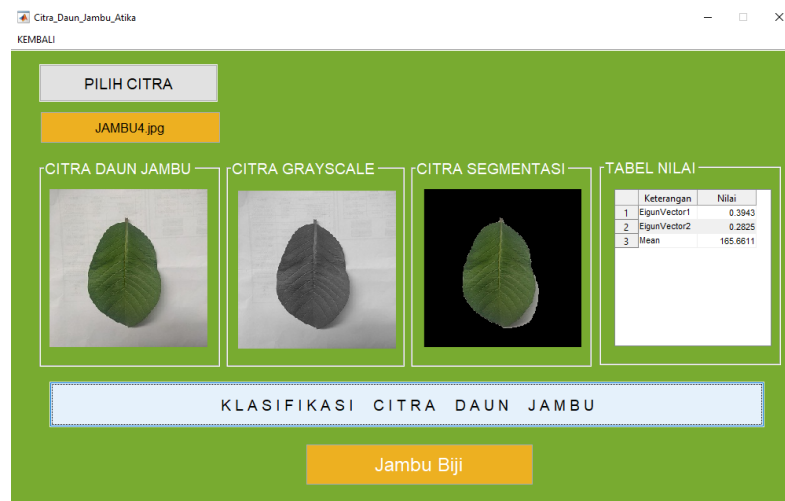 Citra_Daun_Jambu_Atika
KEMBALI
PILIH CITRA
JAMBU4.jpg
CITRA DAUN JAMBU
CITRA GRAYSCALE
CITRA SEGMENTASI
TABEL NILAI
Keterangan Nilai
1 EigunVector1 0.3943
2 EigunVector2 0.2825
3 Mean 165.6611
KLASIFIKASI CITRA DAUN JAMBU
Jambu Biji